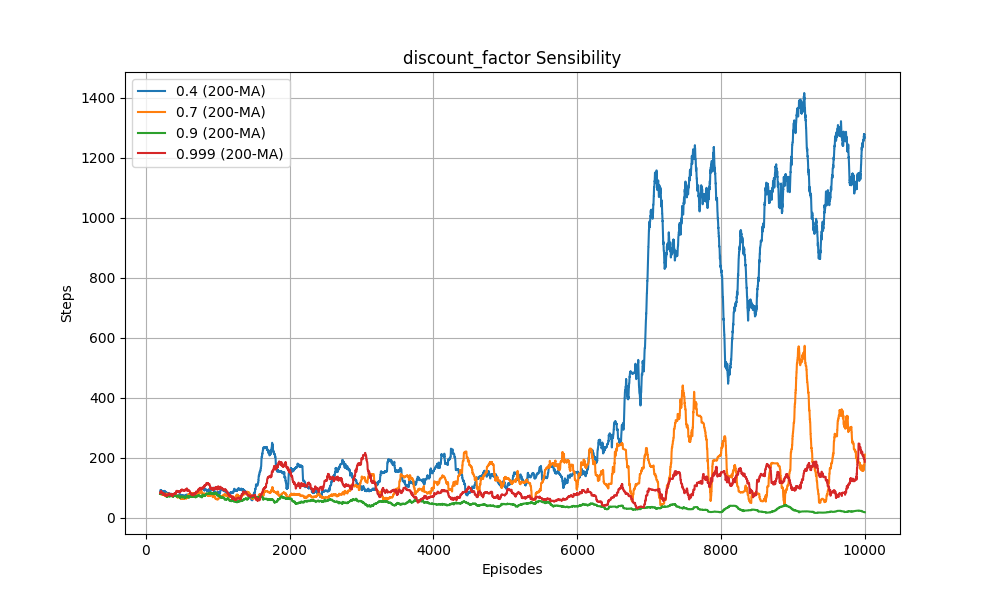 discount_factor Sensibility
0.4 (200-MA)
0.7 (200-MA)
0.9 (200-MA)
0.999 (200-MA)
1400
1200
1000
800
600
400
200
0
Steps
0
2000
4000
6000
8000
10000
Episodes